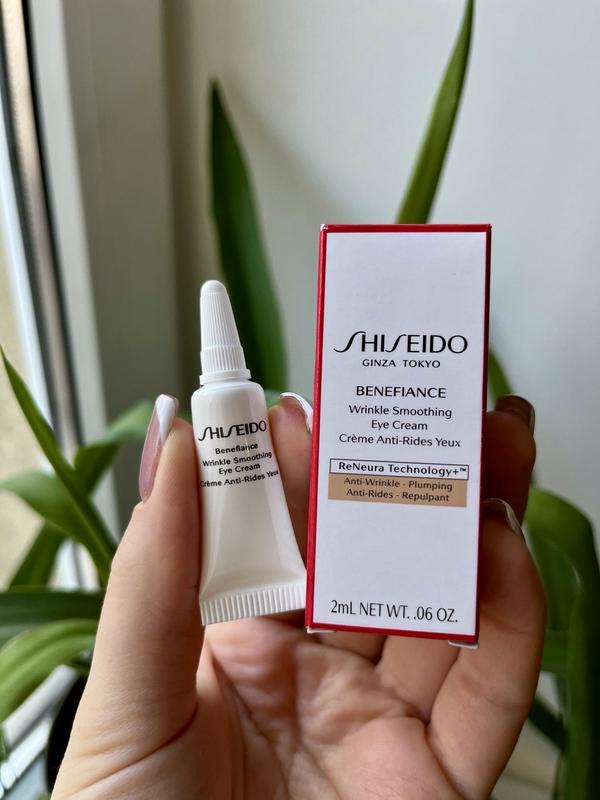 SHISEIDO
Benefiance
Wrinkle Smoothing
Eye Cream
Crème Anti-Rides Yeux
SHISEIDO
GINZA TOKYO
BENEFIANCE
Wrinkle Smoothing
Eye Cream
Crème Anti-Rides Yeux
ReNeura Technology+™
Anti-Wrinkle - Plumping
Anti-Rides - Repulpant
2mL NET WT. .06 OZ.